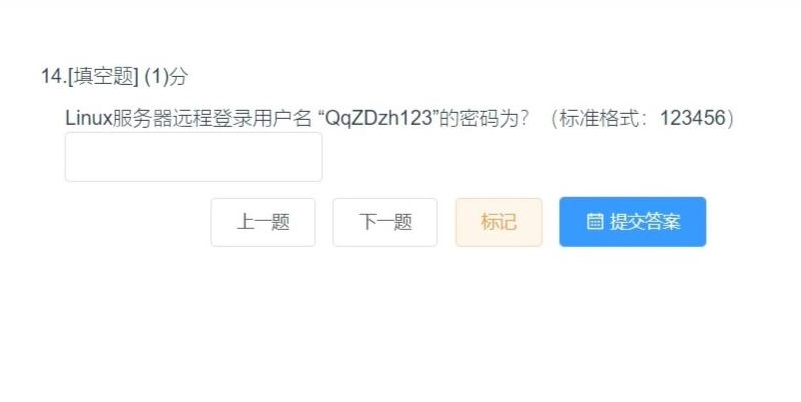 14.[填空题] (1)分
Linux服务器远程登录用户名 “QqZDzh123”的密码为？（标准格式：123456）
上一题 下一题 标记 提交答案